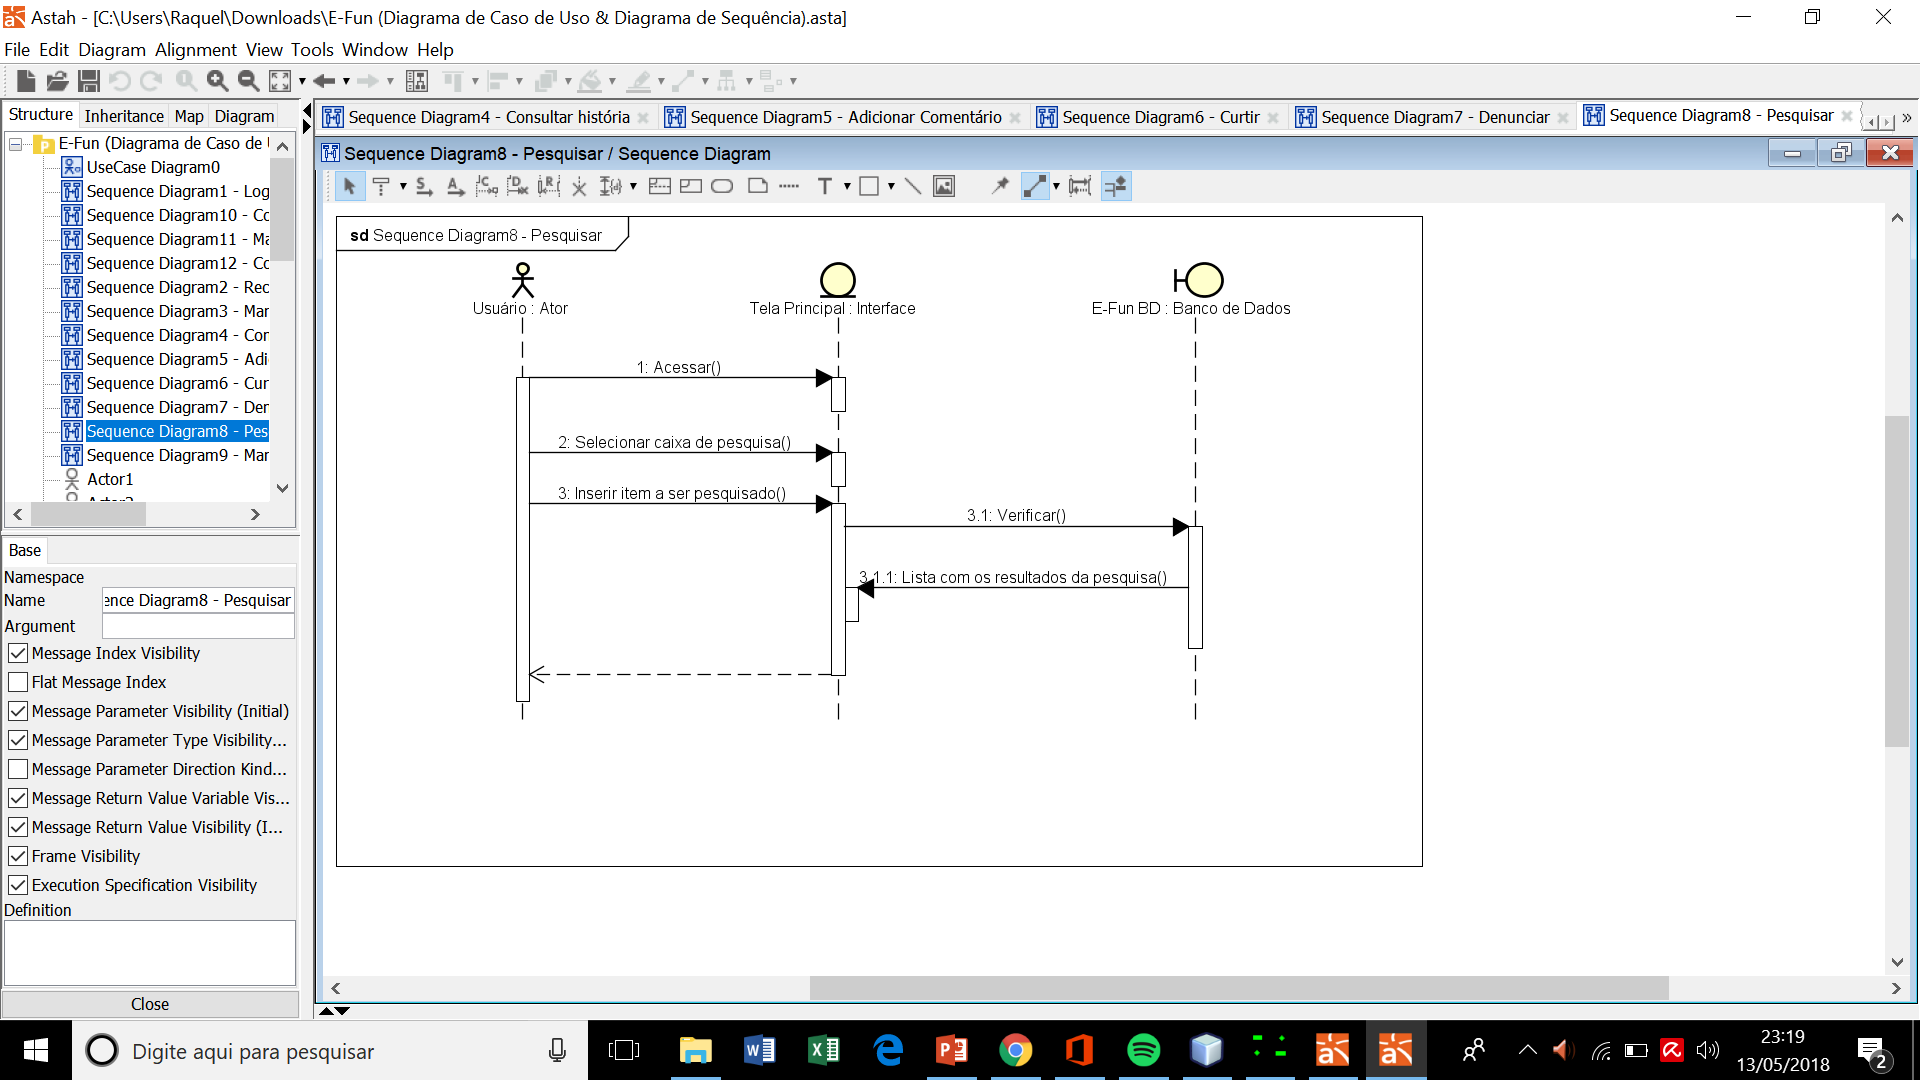 Astah - [C:\Users\Raquel\Downloads\E-Fun (Diagrama de Caso de Uso & Diagrama de Sequência).asta]
File Edit Diagram Alignment View Tools Window Help
Structure Inheritance Map Diagram
E-Fun (Diagrama de Caso de
UseCase Diagram0
Sequence Diagram1 - Log
Sequence Diagram10 - Co
Sequence Diagram11 - Ma
Sequence Diagram12 - Co
Sequence Diagram2 - Rec
Sequence Diagram3 - Mar
Sequence Diagram4 - Con
Sequence Diagram5 - Adi
Sequence Diagram6 - Cur
Sequence Diagram7 - Den
Sequence Diagram8 - Pes
Sequence Diagram9 - Mar
Actor1
Base
Namespace
Name
ence Diagram8 - Pesquisar
Argument
Message Index Visibility
Flat Message Index
Message Parameter Visibility (Initial)
Message Parameter Type Visibility...
Message Parameter Direction Kind...
Message Return Value Variable Vis...
Message Return Value Visibility (I...
Frame Visibility
Execution Specification Visibility
Definition
Close
Sequence Diagram4 - Consultar história
Sequence Diagram5 - Adicionar Comentário
Sequence Diagram6 - Curtir
Sequence Diagram7 - Denunciar
Sequence Diagram8 - Pesquisar
Sequence Diagram8 - Pesquisar / Sequence Diagram
sd Sequence Diagram8 - Pesquisar
Usuário : Ator
Tela Principal : Interface
E-Fun BD : Banco de Dados
1: Acessar()
2: Selecionar caixa de pesquisa()
3: Inserir item a ser pesquisado()
3.1: Verificar()
3.1.1: Lista com os resultados da pesquisa()
Digite aqui para pesquisar
23:19
13/05/2018
2